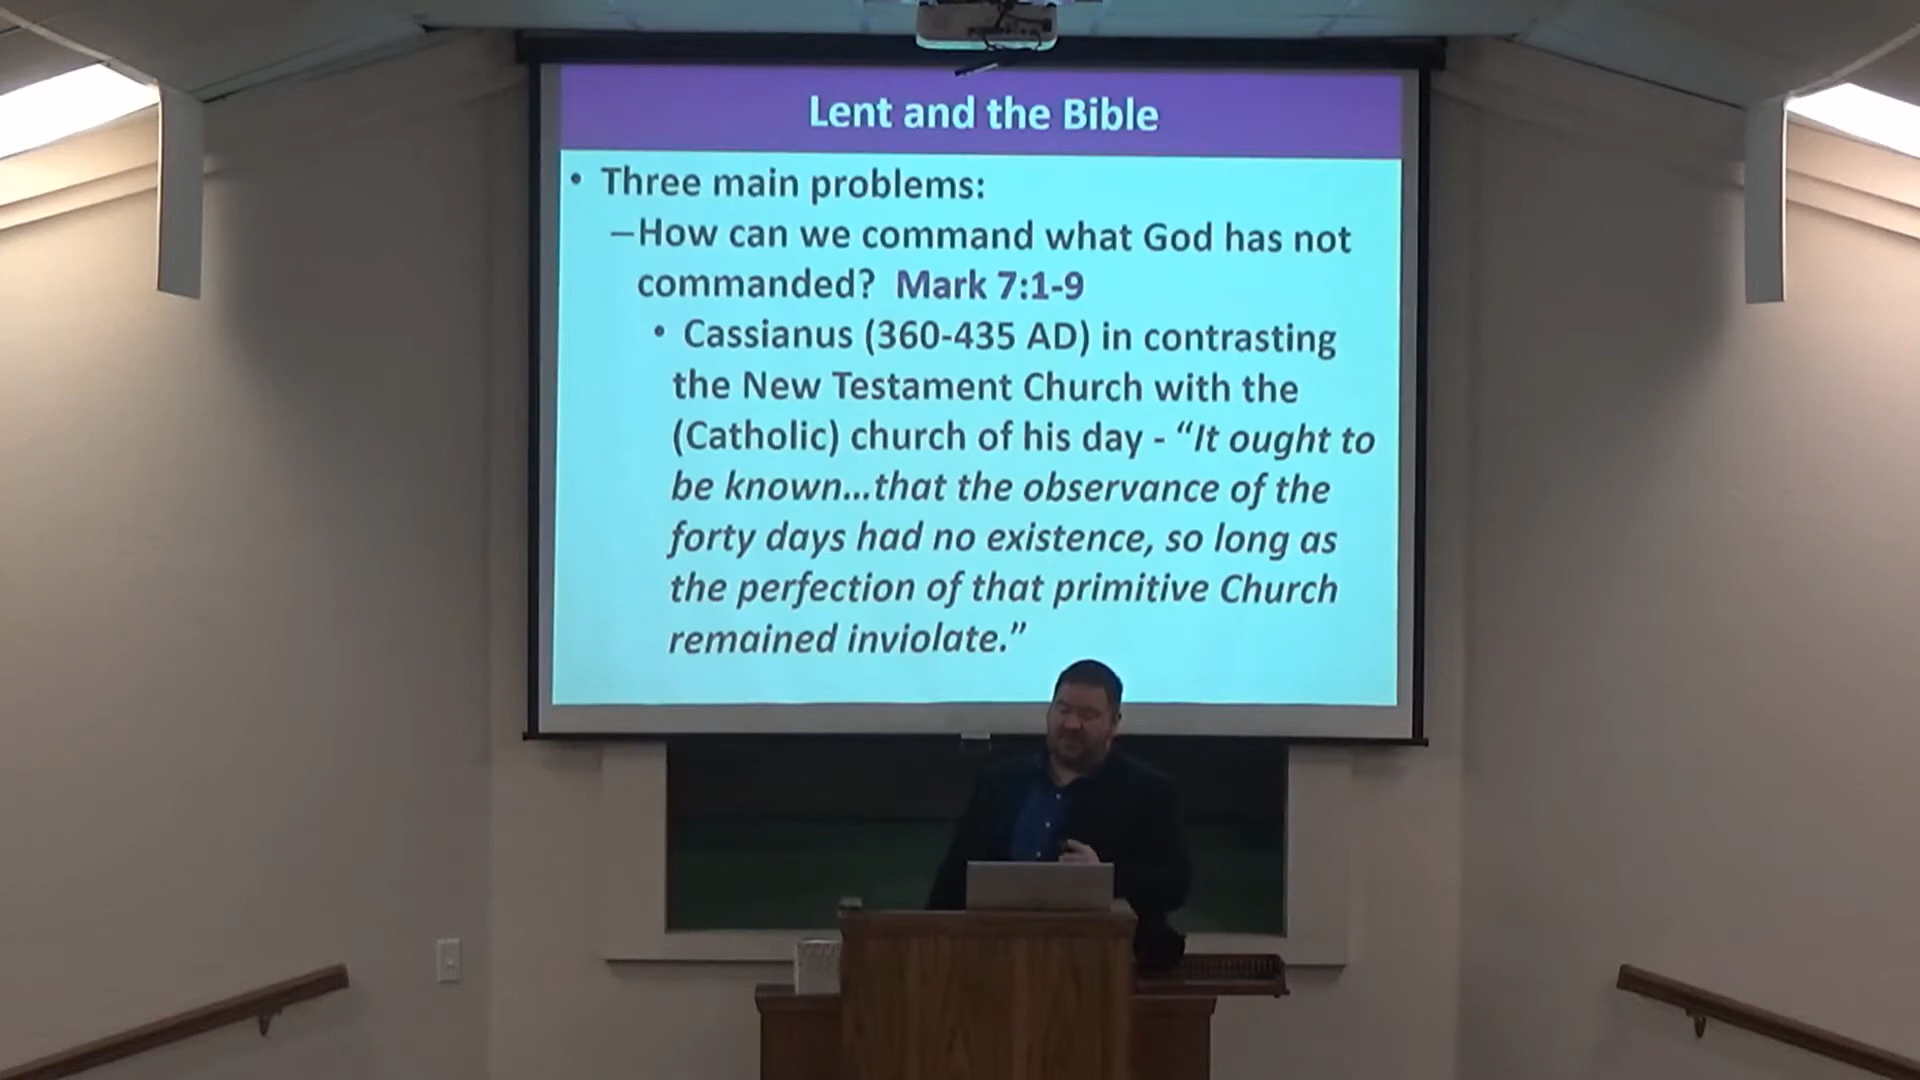 Lent and the Bible
• Three main problems:
–How can we command what God has not
commanded? Mark 7:1-9
• Cassianus (360-435 AD) in contrasting
the New Testament Church with the
(Catholic) church of his day - “It ought to
be known...that the observance of the
forty days had no existence, so long as
the perfection of that primitive Church
remained inviolate.”